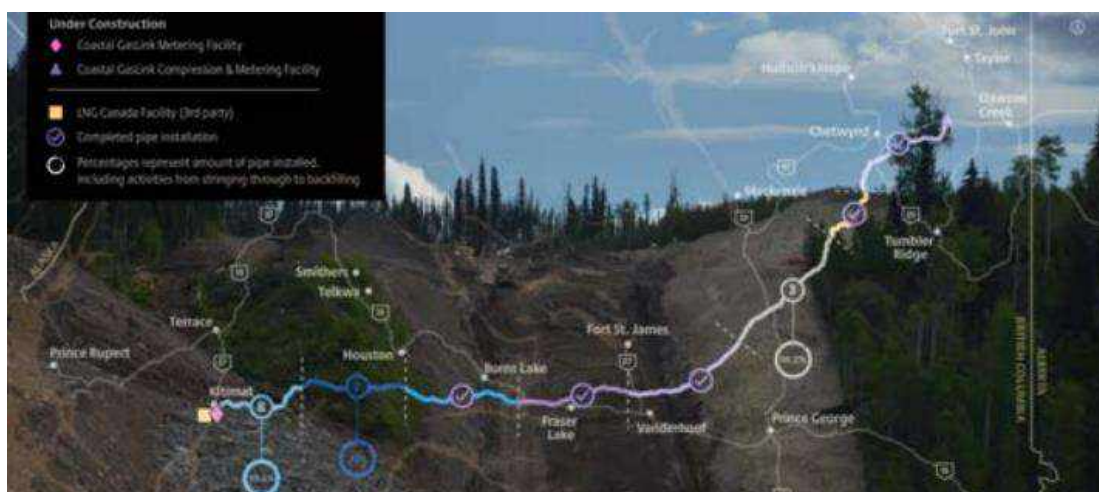 Under Construction
Coastal GasLink Metering Facility
Coastal GasLink Compression & Metering Facility
LNG Canada Facility (3rd party)
Completed pipe installation
Percentages represent amount of pipe installed,
including activities from stringing through to backfilling
Fort St. John
Taylor
Hudson's Hope
Dawson
Creek
Chetwynd
Mackenzie
Tumbler
Ridge
ALASKA
Smithers
Telkwa
Terrace
Prince Rupert
Houston
Fort St. James
Burns Lake
Kitimat
Fraser
Lake
Vanderhoof
Prince George
BRITISH COLUMBIA
ALBERTA